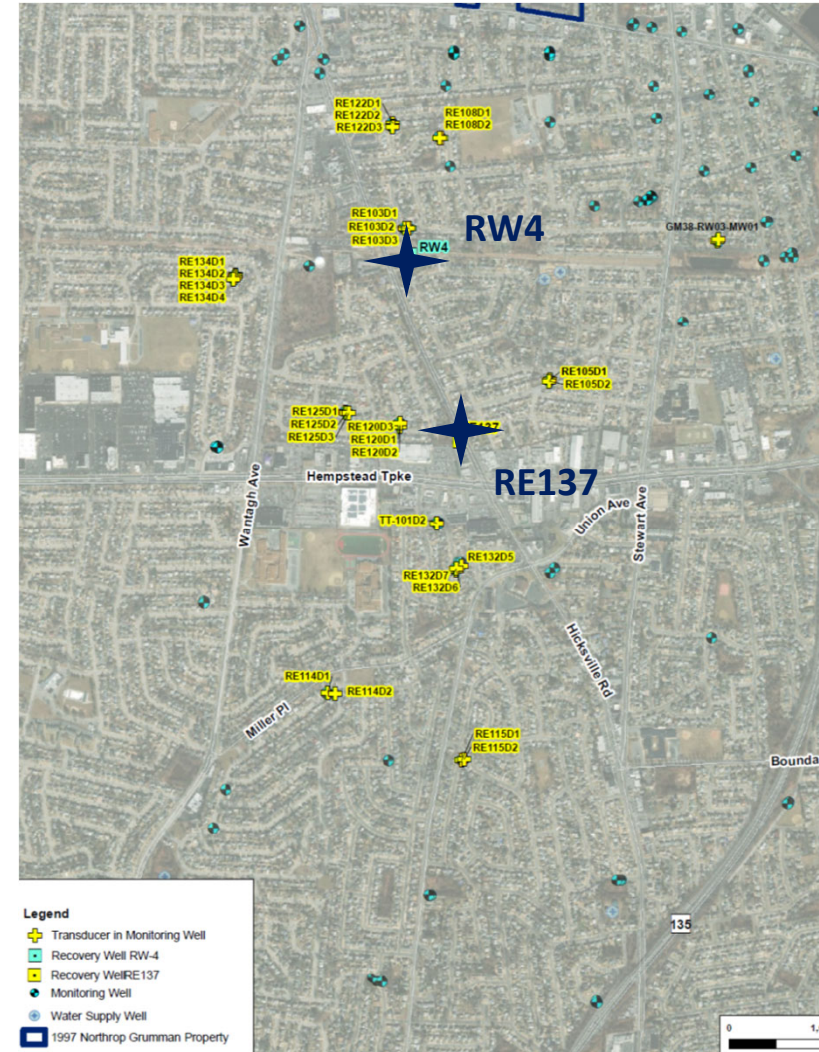 RE122D1
RE122D2
RE122D3
RE108D1
RE108D2
RE103D1
RE103D2
RE103D3
RW4
RW4
GM38-RW03-MW01
RE134D1
RE134D2
RE134D3
RE134D4
RE105D1
RE105D2
RE125D1
RE125D2
RE125D3
RE120D3
RE120D1
RE120D2
RE137
Hempstead Tpke
Wantagh Ave
Union Ave
Stewart Ave
TT-101D2
RE132D5
RE132D7
RE132D6
Hicksville Rd
RE114D1
RE114D2
Miller Pl
RE115D1
RE115D2
Bounda
135
Legend
Transducer in Monitoring Well
Recovery Well RW-4
Recovery WellRE137
Monitoring Well
Water Supply Well
1997 Northrop Grumman Property
0